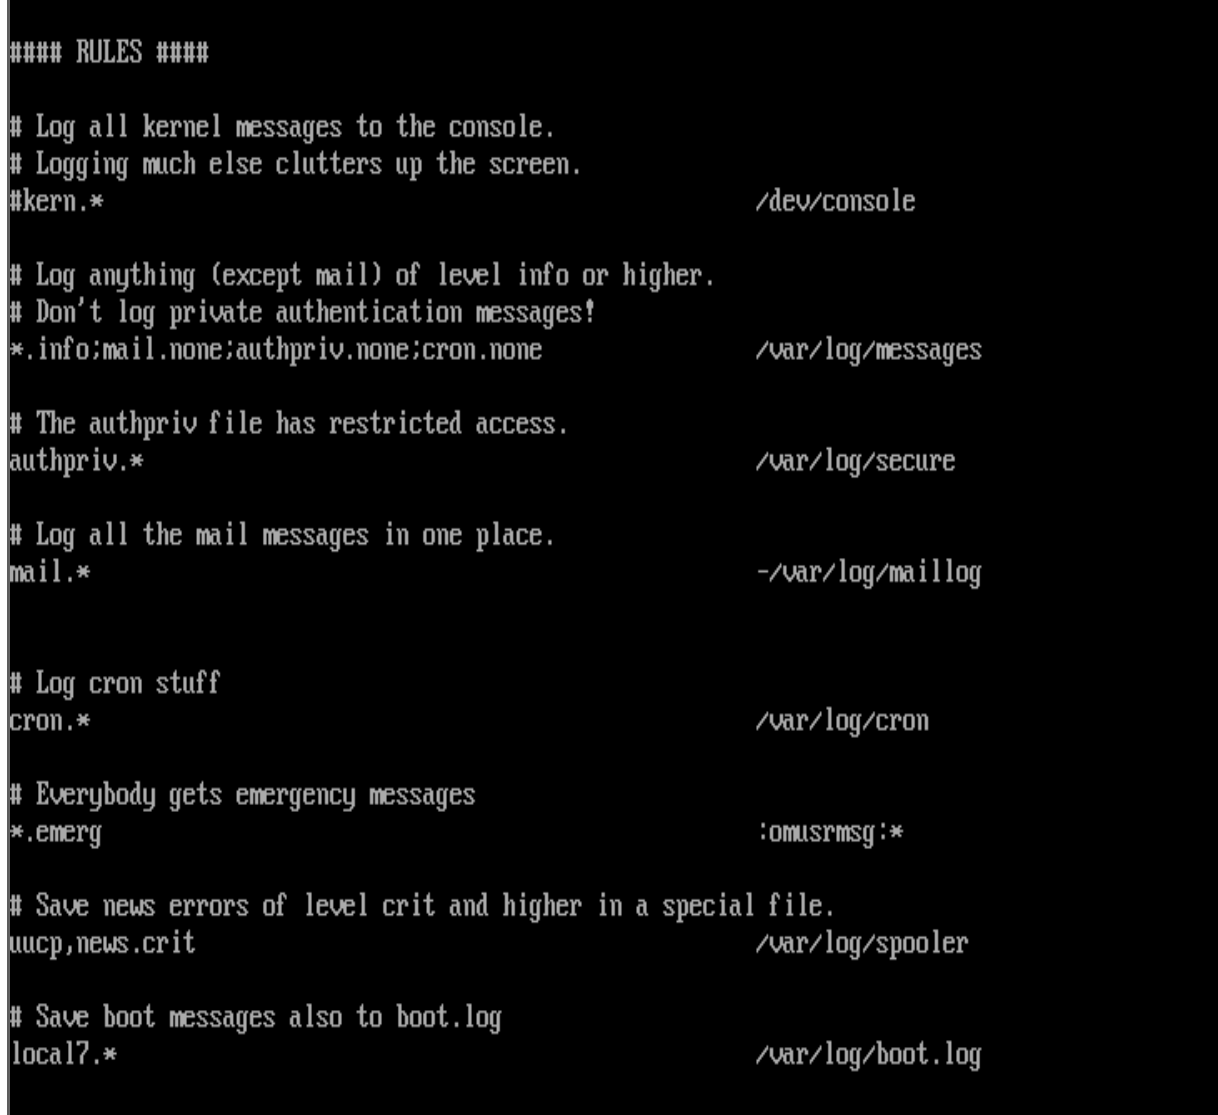 #### RULES ####
# Log all kernel messages to the console.
# Logging much else clutters up the screen.
#kern.* /dev/console
# Log anything (except mail) of level info or higher.
# Don't log private authentication messages!
*.info;mail.none;authpriv.none;cron.none /var/log/messages
# The authpriv file has restricted access.
authpriv.* /var/log/secure
# Log all the mail messages in one place.
mail.* -/var/log/maillog
# Log cron stuff
cron.* /var/log/cron
# Everybody gets emergency messages
*.emerg :omusrmsg:*
# Save news errors of level crit and higher in a special file.
uucp,news.crit /var/log/spooler
# Save boot messages also to boot.log
local7.* /var/log/boot.log